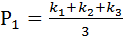 P₁ = (k₁+k₂+k₃)/3